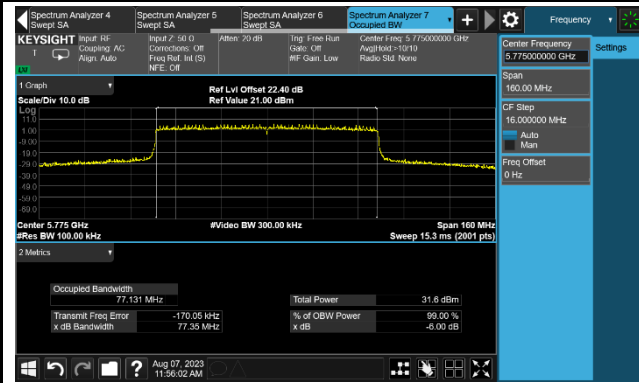 Spectrum Analyzer 4
Swept SA
Spectrum Analyzer 5
Swept SA
Spectrum Analyzer 6
Swept SA
Spectrum Analyzer 7
Occupied BW
Frequency
KEYSIGHT
T
LXI
Input: RF
Coupling: AC
Align: Auto
Input Z: 50 Ω
Corrections: Off
Freq Ref: Int (S)
NFE: Off
Atten: 20 dB
Trig: Free Run
Gate: Off
#IF Gain: Low
Center Freq: 5.775000000 GHz
Avg|Hold:>10/10
Radio Std: None
Center Frequency
5.775000000 GHz
Settings
Span
160.00 MHz
CF Step
16.000000 MHz
Auto
Man
Freq Offset
0 Hz
1 Graph
Scale/Div 10.0 dB
Ref Lvl Offset 22.40 dB
Ref Value 21.00 dBm
Log
11.0
1.00
-9.00
-19.0
-29.0
-39.0
-49.0
-59.0
-69.0
Center 5.775 GHz
#Res BW 100.00 kHz
#Video BW 300.00 kHz
Span 160 MHz
Sweep 15.3 ms (2001 pts)
2 Metrics
Occupied Bandwidth
77.131 MHz
Total Power 31.6 dBm
Transmit Freq Error -170.05 kHz
% of OBW Power 99.00 %
x dB Bandwidth 77.35 MHz
x dB -6.00 dB
?
Aug 07, 2023
11:56:02 AM